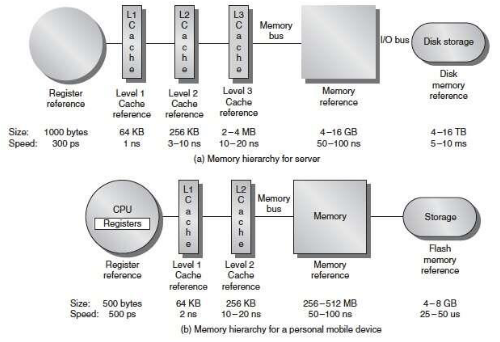 L1 Cache
L2 Cache
L3 Cache
Memory bus
I/O bus
Disk storage
Register reference
Level 1 Cache reference
Level 2 Cache reference
Level 3 Cache reference
Memory reference
Disk memory reference
Size: 1000 bytes 64 KB 256 KB 2–4 MB 4–16 GB 4–16 TB
Speed: 300 ps 1 ns 3–10 ns 10–20 ns 50–100 ns 5–10 ms
(a) Memory hierarchy for server
CPU
Registers
L1 Cache
L2 Cache
Memory bus
Memory
Storage
Register reference
Level 1 Cache reference
Level 2 Cache reference
Memory reference
Flash memory reference
Size: 500 bytes 64 KB 256 KB 256–512 MB 4–8 GB
Speed: 500 ps 2 ns 10–20 ns 50–100 ns 25–50 us
(b) Memory hierarchy for a personal mobile device